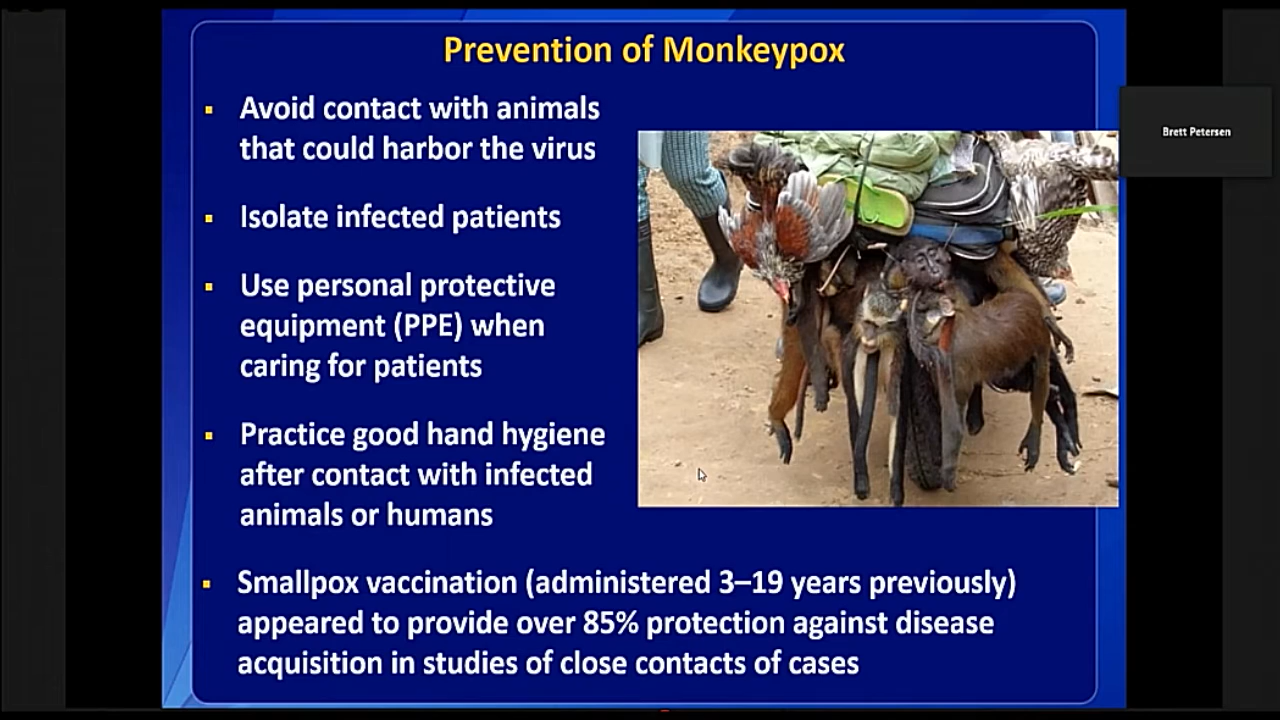 Prevention of Monkeypox
▪ Avoid contact with animals
that could harbor the virus
▪ Isolate infected patients
▪ Use personal protective
equipment (PPE) when
caring for patients
▪ Practice good hand hygiene
after contact with infected
animals or humans
▪ Smallpox vaccination (administered 3–19 years previously)
appeared to provide over 85% protection against disease
acquisition in studies of close contacts of cases
Brett Petersen